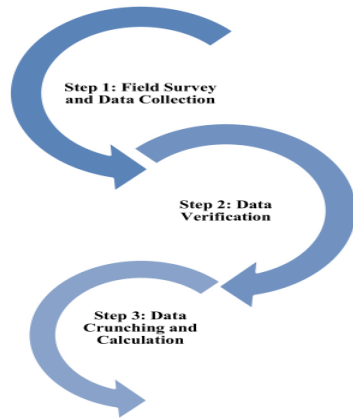 Step 1: Field Survey
and Data Collection
Step 2: Data
Verification
Step 3: Data
Crunching and
Calculation